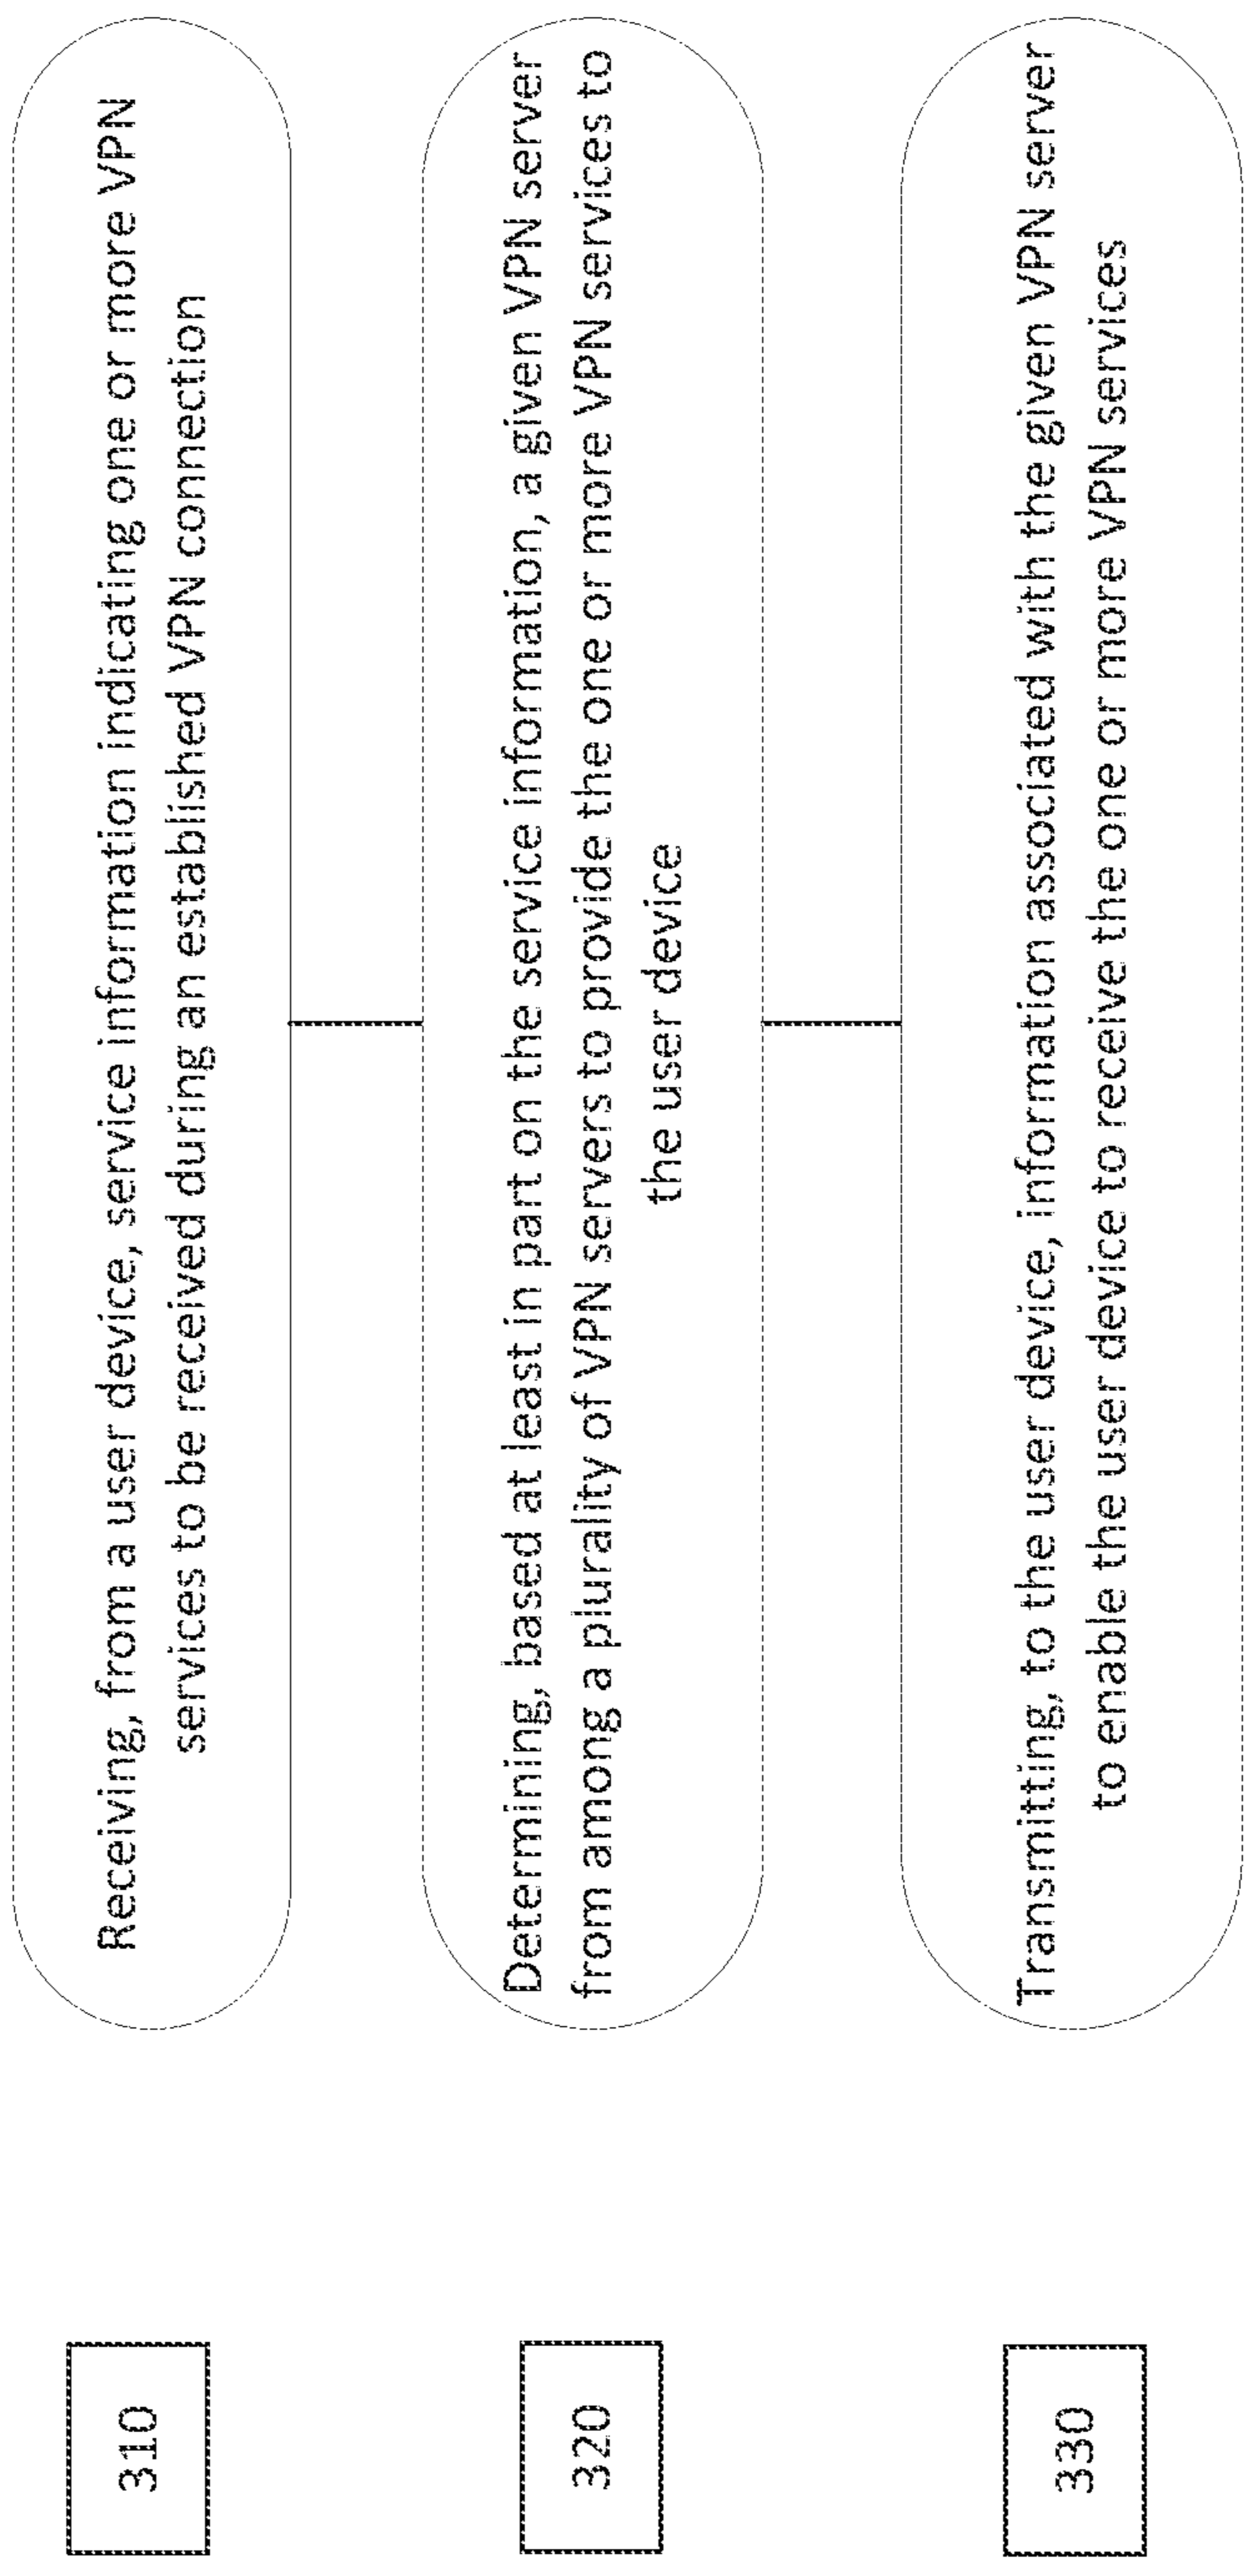 310
Receiving, from a user device, service information indicating one or more VPN
services to be received during an established VPN connection
320
Determining, based at least in part on the service information, a given VPN server
from among a plurality of VPN servers to provide the one or more VPN services to
the user device
330
Transmitting, to the user device, information associated with the given VPN server
to enable the user device to receive the one or more VPN services